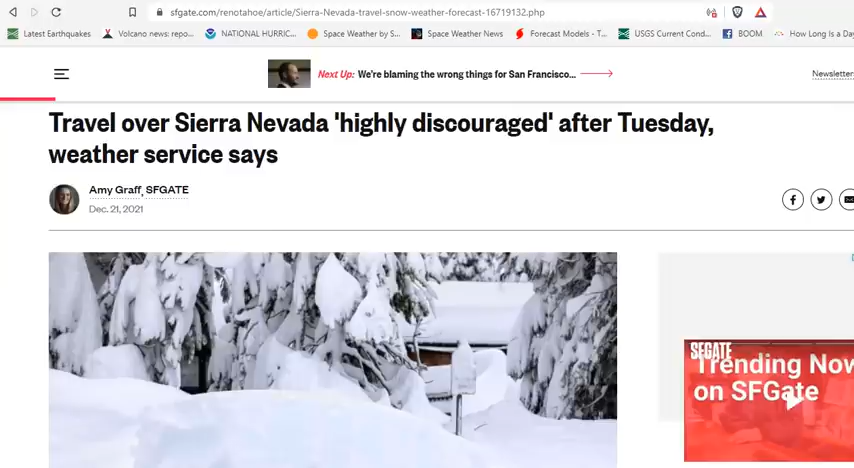 sfgate.com/renotahoe/article/Sierra-Nevada-travel-snow-weather-forecast-16719132.php
Latest Earthquakes Volcano news: repo... NATIONAL HURRIC... Space Weather by S... Space Weather News Forecast Models - T... USGS Current Cond... BOOM How Long Is a Day
Next Up: We're blaming the wrong things for San Francisco...
Newsletters
Travel over Sierra Nevada 'highly discouraged' after Tuesday,
weather service says
Amy Graff, SFGATE
Dec. 21, 2021
SFGATE
Trending Now
on SFGate